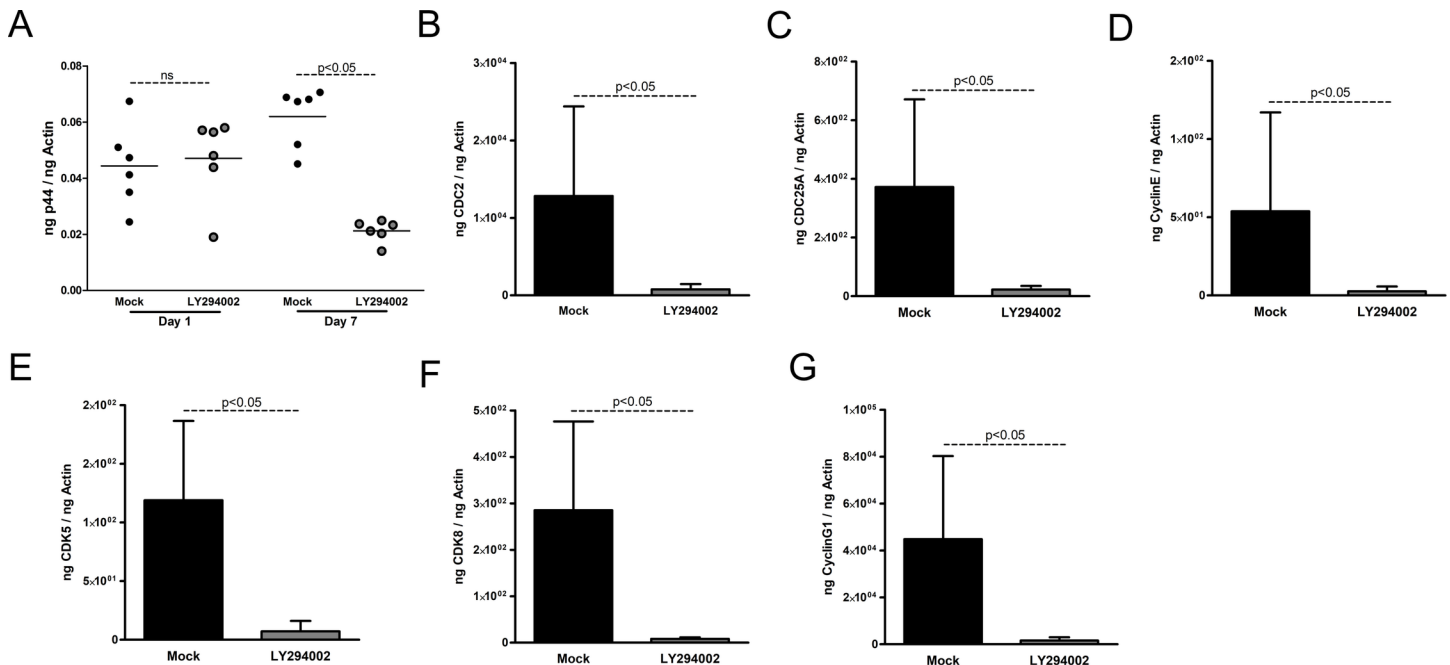 A
ng p44 / ng Actin
0.08
0.06
0.04
0.02
0.00
ns
p<0.05
Mock
LY294002
Mock
LY294002
Day 1
Day 7
B
ng CDC2 / ng Actin
3×10⁰⁴
2×10⁰⁴
1×10⁰⁴
0
p<0.05
Mock
LY294002
C
ng CDC25A / ng Actin
8×10⁰²
6×10⁰²
4×10⁰²
2×10⁰²
0
p<0.05
Mock
LY294002
D
ng CyclinE / ng Actin
2×10⁰²
1×10⁰²
5×10⁰¹
0
p<0.05
Mock
LY294002
E
ng CDK5 / ng Actin
2×10⁰²
2×10⁰²
1×10⁰²
5×10⁰¹
0
p<0.05
Mock
LY294002
F
ng CDK8 / ng Actin
5×10⁰²
4×10⁰²
3×10⁰²
2×10⁰²
1×10⁰²
0
p<0.05
Mock
LY294002
G
ng CyclinG1 / ng Actin
1×10⁰⁵
8×10⁰⁴
6×10⁰⁴
4×10⁰⁴
2×10⁰⁴
0
p<0.05
Mock
LY294002